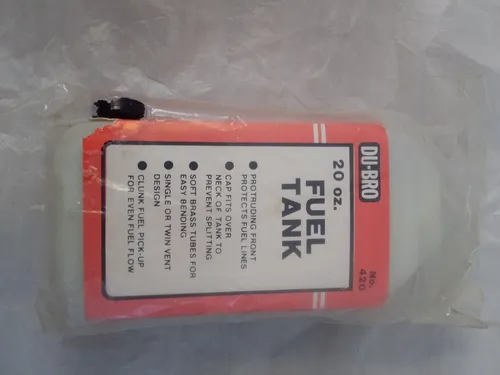 DU-BRO
No.
420
20 oz.
FUEL
TANK
● PROTRUDING FRONT
PROTECTS FUEL LINES
● CAP FITS OVER
NECK OF TANK TO
PREVENT SPLITTING
● SOFT BRASS TUBES FOR
EASY BENDING
● SINGLE OR TWIN VENT
DESIGN
● CLUNK FUEL PICK-UP
FOR EVEN FUEL FLOW